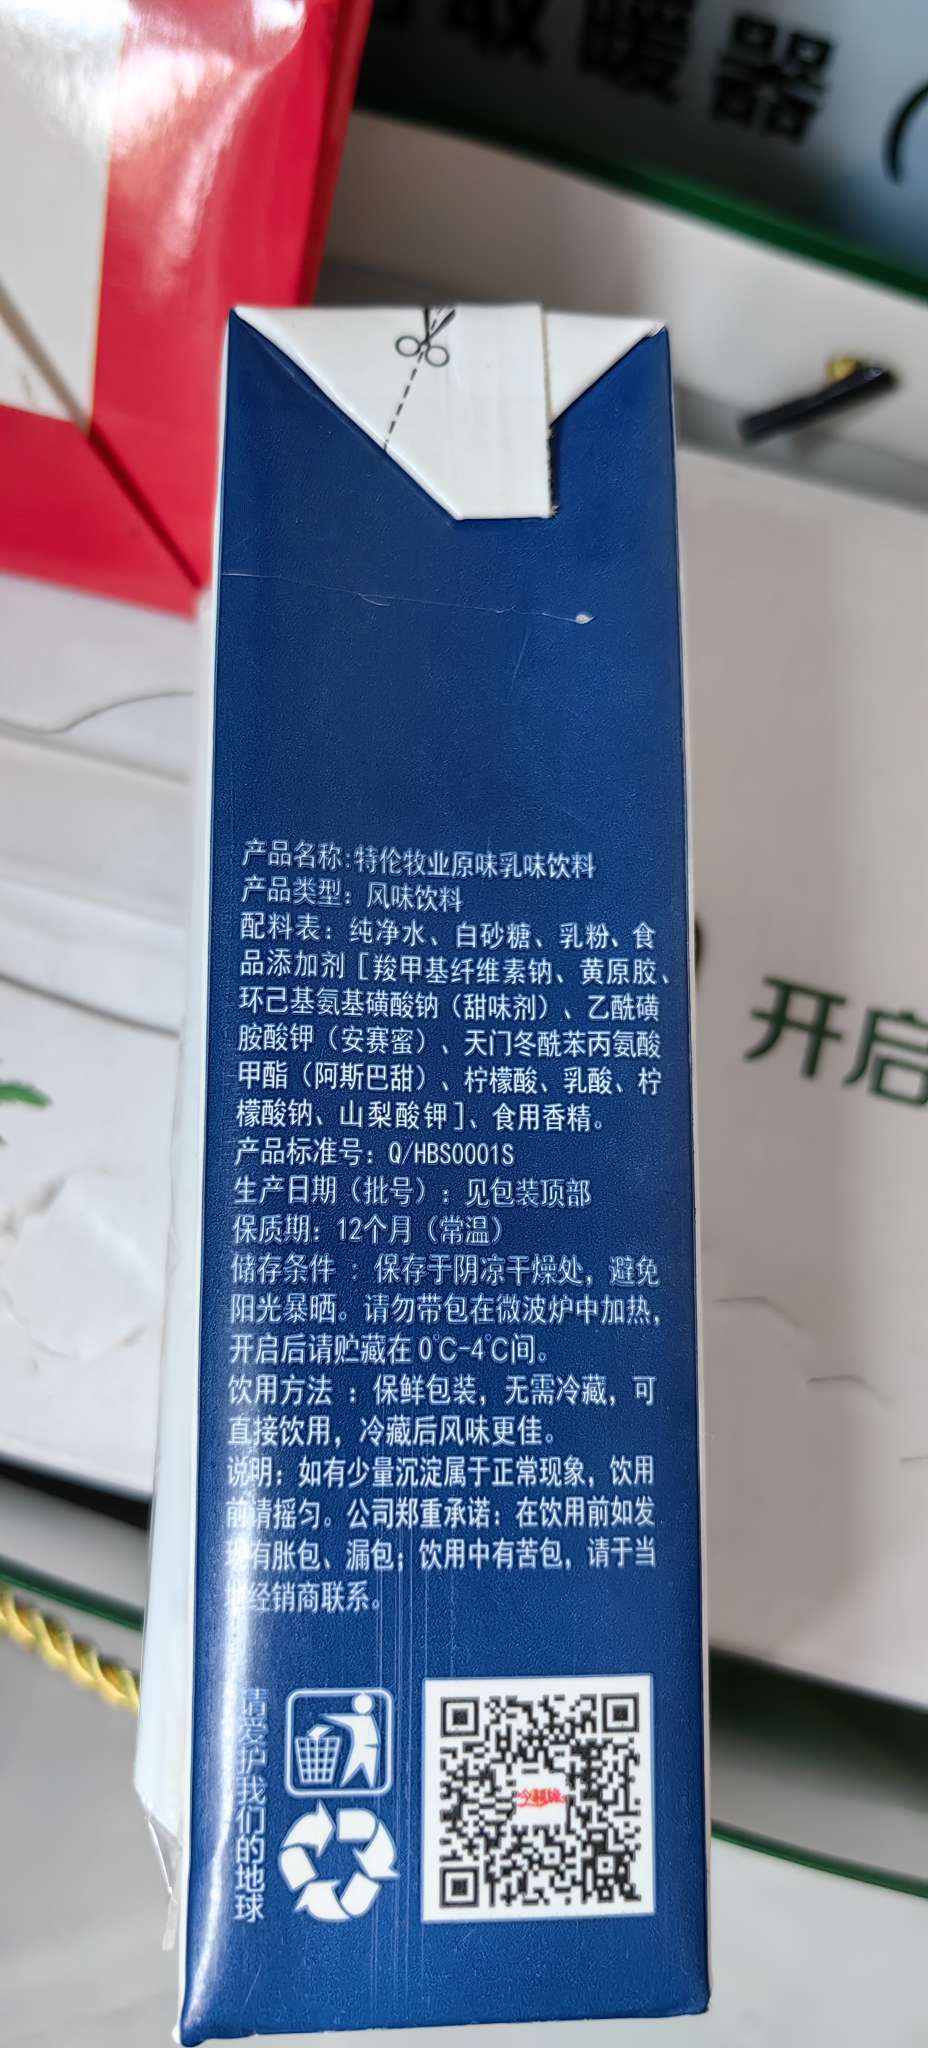 取暖器（
开启
产品名称:特伦牧业原味乳味饮料
产品类型：风味饮料
配料表：纯净水、白砂糖、乳粉、食
品添加剂［羧甲基纤维素钠、黄原胶、
环己基氨基磺酸钠（甜味剂）、乙酰磺
胺酸钾（安赛蜜）、天门冬酰苯丙氨酸
甲酯（阿斯巴甜）、柠檬酸、乳酸、柠
檬酸钠、山梨酸钾］、食用香精。
产品标准号：Q/HBS0001S
生产日期（批号）：见包装顶部
保质期：12个月（常温）
储存条件 ：保存于阴凉干燥处，避免
阳光暴晒。请勿带包在微波炉中加热，
开启后请贮藏在0℃-4℃间。
饮用方法 ：保鲜包装，无需冷藏，可
直接饮用，冷藏后风味更佳。
说明：如有少量沉淀属于正常现象，饮用
前请摇匀。公司郑重承诺：在饮用前如发
现有胀包、漏包；饮用中有苦包，请于当
地经销商联系。
请爱护我们的地球